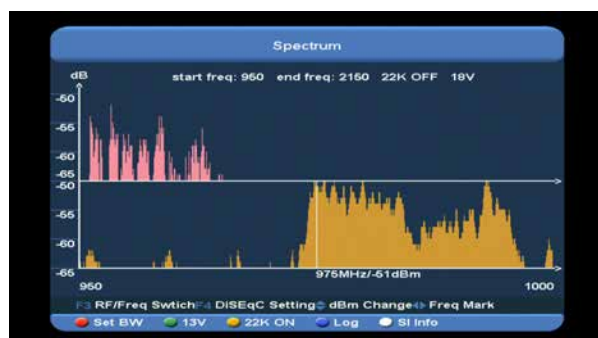 Spectrum
dB
start freq: 950 end freq: 2150 22K OFF 18V
-50
-55
-60
-65
-50
-55
-60
-65
975MHz/-51dBm
950 1000
F3 RF/Freq Swtich F4 DiSEqC Setting dBm Change Freq Mark
Set BW 13V 22K ON Log SI Info